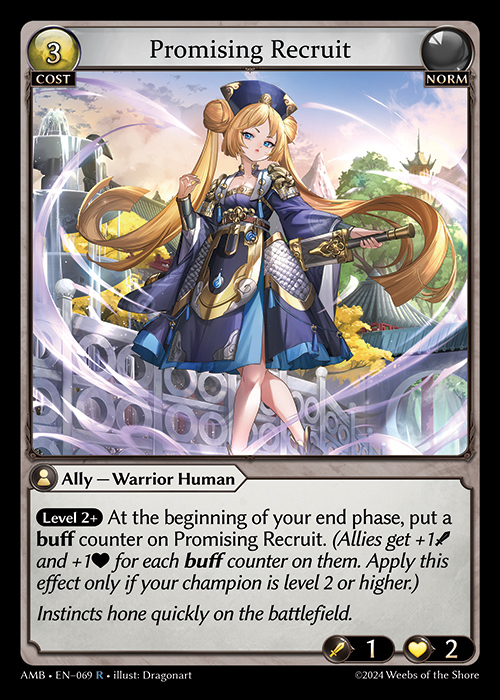 3
Promising Recruit
COST
NORM
Ally — Warrior Human
Level 2+ At the beginning of your end phase, put a
buff counter on Promising Recruit. (Allies get +1
and +1 for each buff counter on them. Apply this
effect only if your champion is level 2 or higher.)
Instincts hone quickly on the battlefield.
1
2
AMB • EN–069 R • illust: Dragonart
©2024 Weebs of the Shore